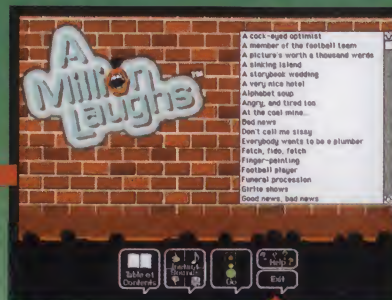 A Million Laughs™
A cock-eyed optimist
A member of the football team
A picture's worth a thousand words
A sinking island
A storybook wedding
A very nice hotel
Alphabet soup
Angry, and tired too
At the coal mine...
Bad news
Don't call me sissy
Everybody wants to be a plumber
Fetch, fido, fetch
Finger-painting
Football player
Funeral procession
Girlie shows
Good news, bad news
Table of
Contents
Go
Help?
Exit